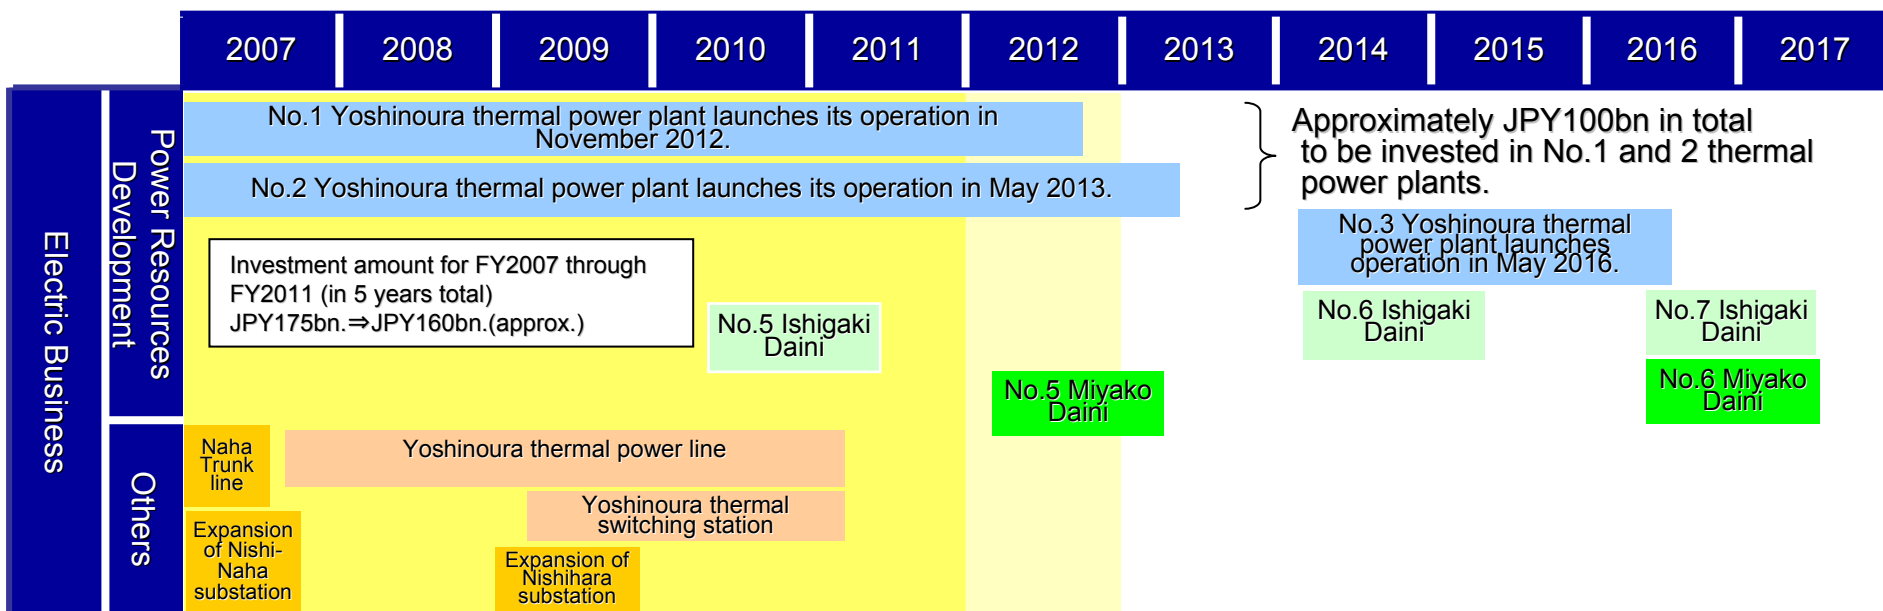 2007 2008 2009 2010 2011 2012 2013 2014 2015 2016 2017
Electric Business
Power Resources
Development
No.1 Yoshinoura thermal power plant launches its operation in
November 2012.
No.2 Yoshinoura thermal power plant launches its operation in May 2013.
Approximately JPY100bn in total
to be invested in No.1 and 2 thermal
power plants.
No.3 Yoshinoura thermal
power plant launches
operation in May 2016.
Investment amount for FY2007 through
FY2011 (in 5 years total)
JPY175bn.⇒JPY160bn.(approx.)
No.5 Ishigaki
Daini
No.6 Ishigaki
Daini
No.7 Ishigaki
Daini
No.5 Miyako
Daini
No.6 Miyako
Daini
Others
Naha
Trunk
line
Yoshinoura thermal power line
Yoshinoura thermal
switching station
Expansion
of Nishi-
Naha
substation
Expansion of
Nishihara
substation